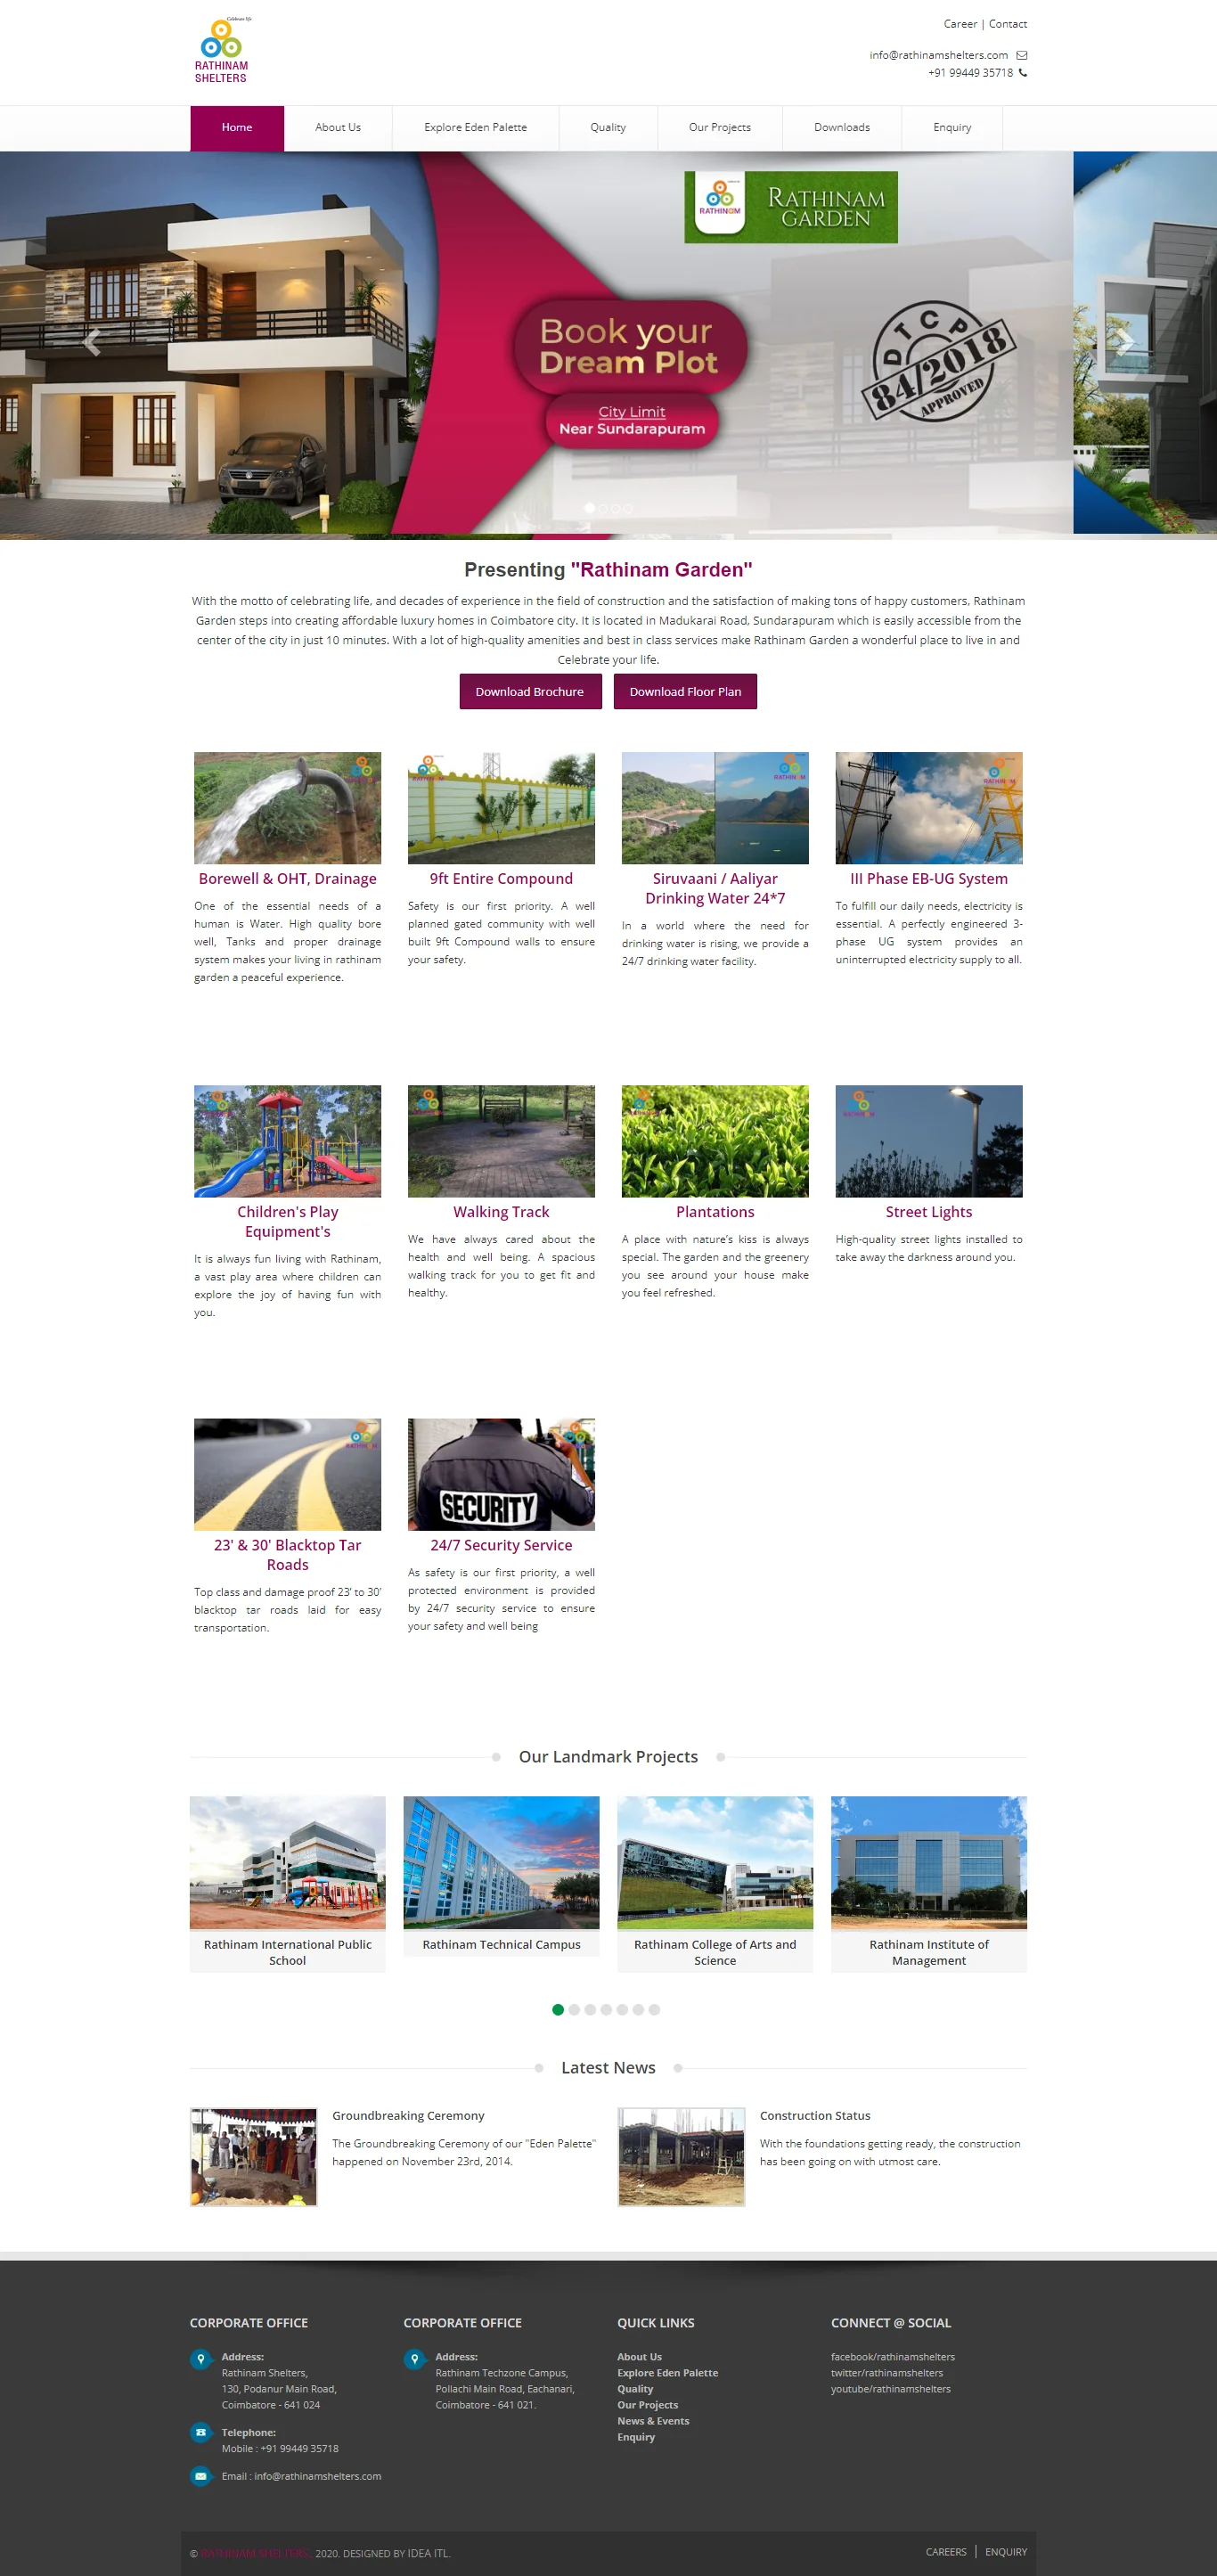 Celebrate life
RATHINAM
SHELTERS
Career | Contact
info@rathinamshelters.com
+91 99449 35718
Home
About Us
Explore Eden Palette
Quality
Our Projects
Downloads
Enquiry
RATHINAM
RATHINAM
GARDEN
Book your
Dream Plot
City Limit
Near Sundarapuram
DTCP
84/2018
APPROVED
Presenting "Rathinam Garden"
With the motto of celebrating life, and decades of experience in the field of construction and the satisfaction of making tons of happy customers, Rathinam
Garden steps into creating affordable luxury homes in Coimbatore city. It is located in Madukarai Road, Sundarapuram which is easily accessible from the
center of the city in just 10 minutes. With a lot of high-quality amenities and best in class services make Rathinam Garden a wonderful place to live in and
Celebrate your life.
Download Brochure
Download Floor Plan
Borewell & OHT, Drainage
One of the essential needs of a
human is Water. High quality bore
well, Tanks and proper drainage
system makes your living in rathinam
garden a peaceful experience.
9ft Entire Compound
Safety is our first priority. A well
planned gated community with well
built 9ft Compound walls to ensure
your safety.
Siruvaani / Aaliyar
Drinking Water 24*7
In a world where the need for
drinking water is rising, we provide a
24/7 drinking water facility.
III Phase EB-UG System
To fulfill our daily needs, electricity is
essential. A perfectly engineered 3-
phase UG system provides an
uninterrupted electricity supply to all.
Children's Play
Equipment's
It is always fun living with Rathinam,
a vast play area where children can
explore the joy of having fun with
you.
Walking Track
We have always cared about the
health and well being. A spacious
walking track for you to get fit and
healthy.
Plantations
A place with nature's kiss is always
special. The garden and the greenery
you see around your house make
you feel refreshed.
Street Lights
High-quality street lights installed to
take away the darkness around you.
23' & 30' Blacktop Tar
Roads
Top class and damage proof 23' to 30'
blacktop tar roads laid for easy
transportation.
SECURITY
24/7 Security Service
As safety is our first priority, a well
protected environment is provided
by 24/7 security service to ensure
your safety and well being
Our Landmark Projects
Rathinam International Public
School
Rathinam Technical Campus
Rathinam College of Arts and
Science
Rathinam Institute of
Management
Latest News
Groundbreaking Ceremony
The Groundbreaking Ceremony of our "Eden Palette"
happened on November 23rd, 2014.
Construction Status
With the foundations getting ready, the construction
has been going on with utmost care.
CORPORATE OFFICE
Address:
Rathinam Shelters,
130, Podanur Main Road,
Coimbatore - 641 024
Telephone:
Mobile : +91 99449 35718
Email : info@rathinamshelters.com
CORPORATE OFFICE
Address:
Rathinam Techzone Campus,
Pollachi Main Road, Eachanari,
Coimbatore - 641 021.
QUICK LINKS
About Us
Explore Eden Palette
Quality
Our Projects
News & Events
Enquiry
CONNECT @ SOCIAL
facebook/rathinamshelters
twitter/rathinamshelters
youtube/rathinamshelters
© RATHINAM SHELTERS., 2020. DESIGNED BY IDEA ITL.
CAREERS | ENQUIRY